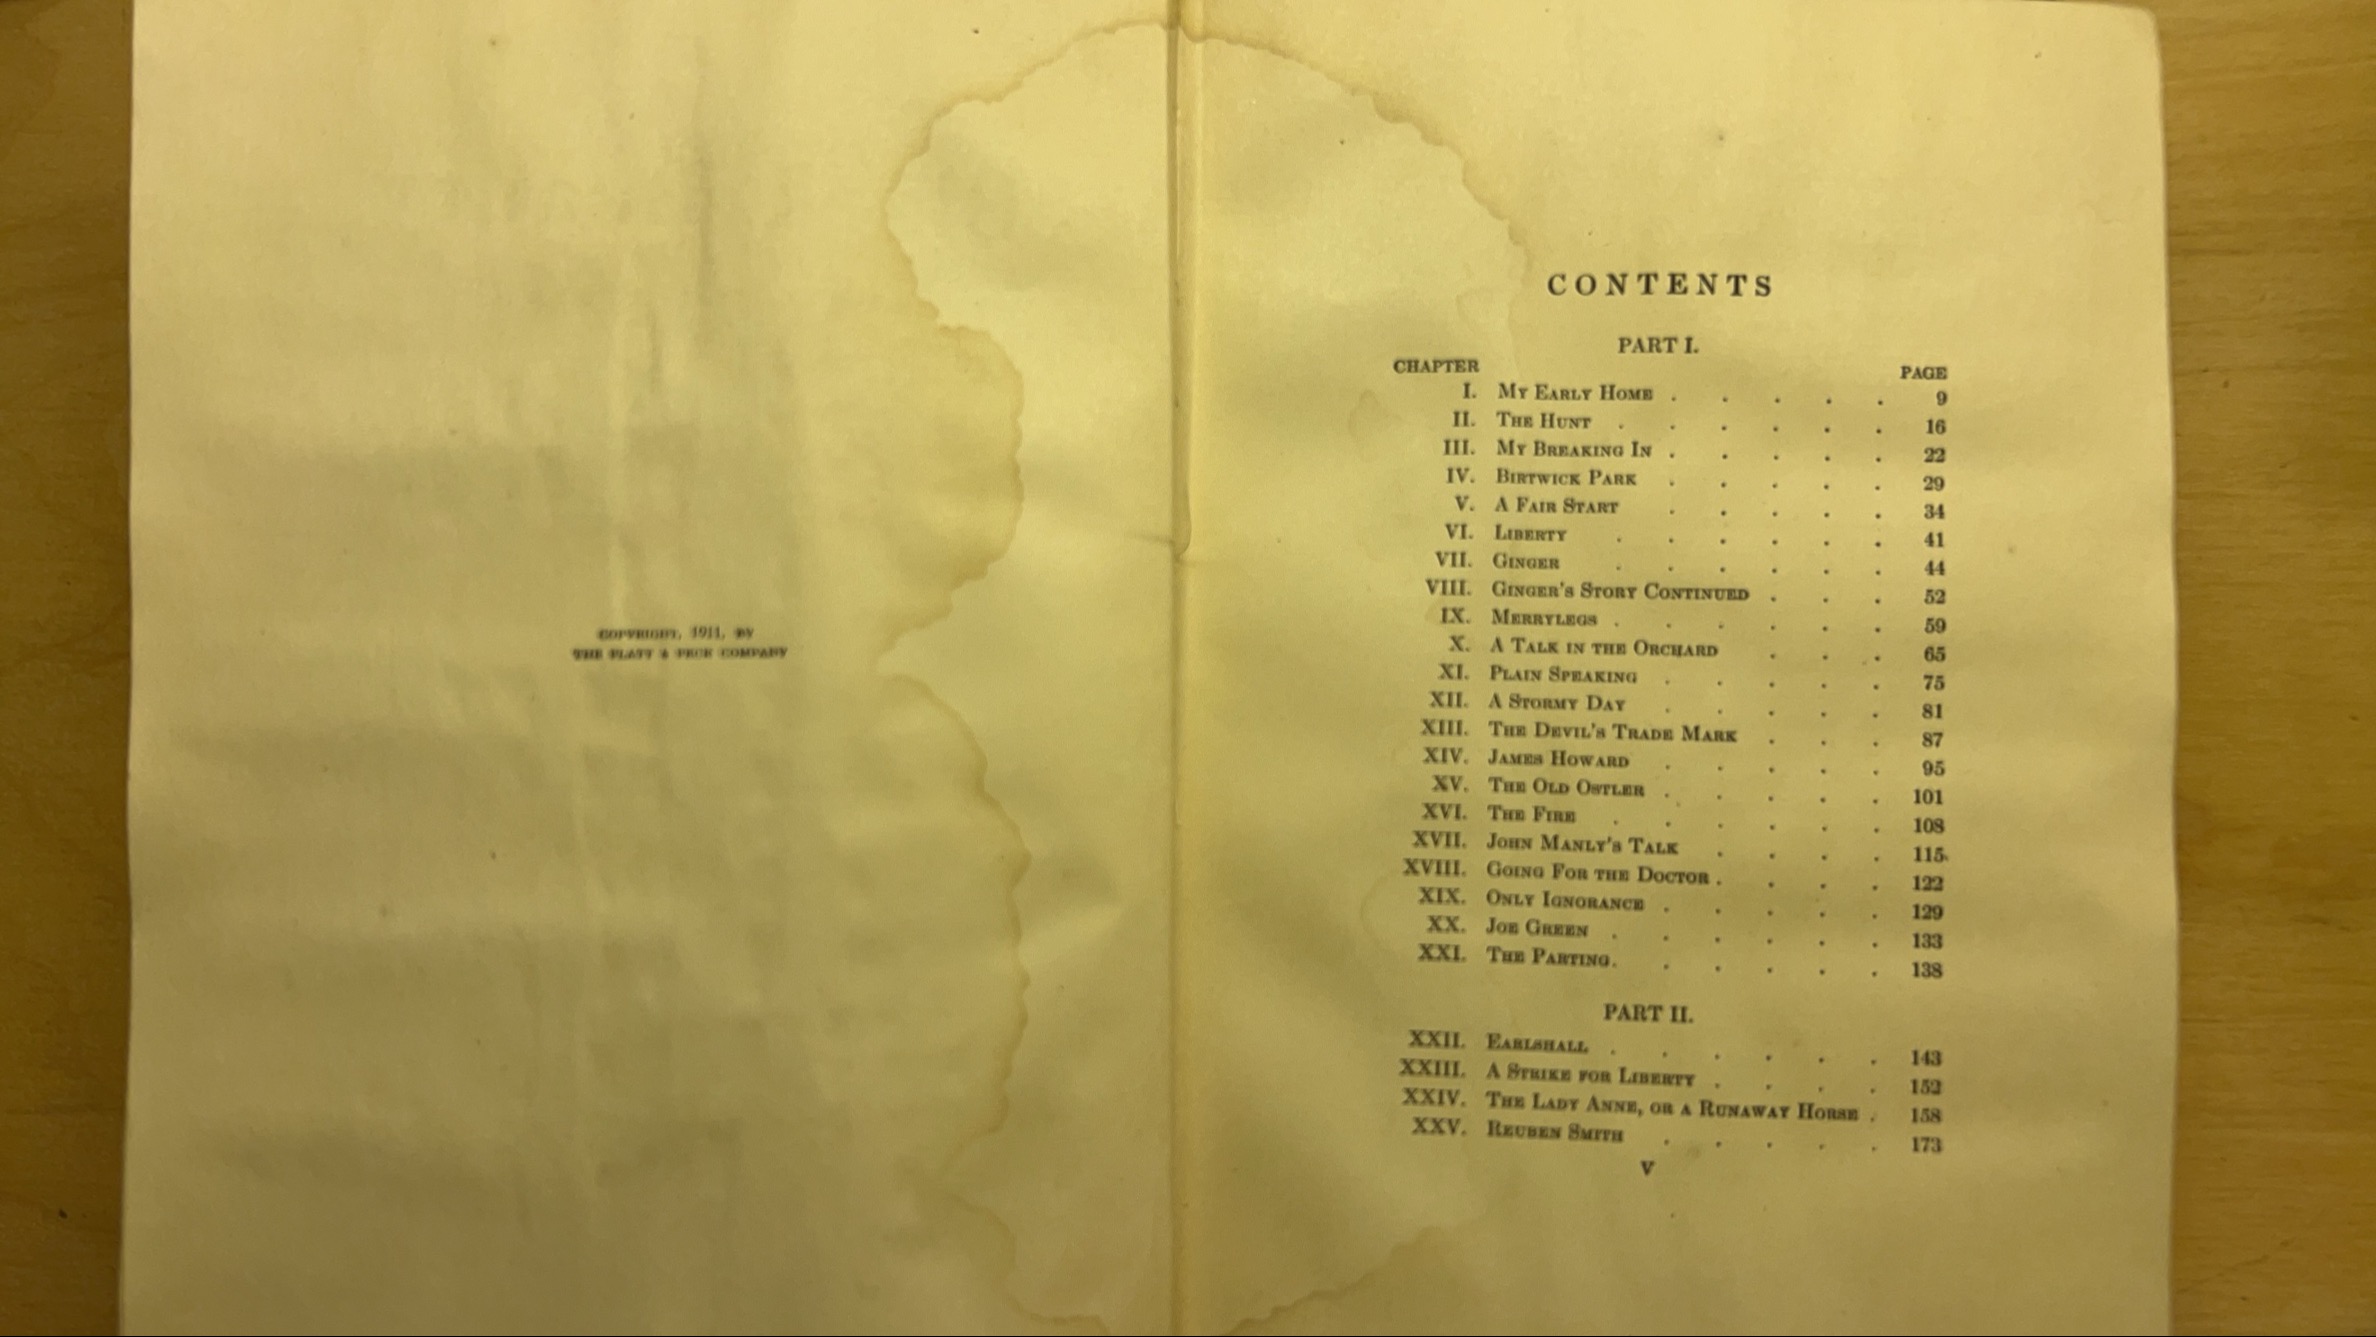 COPYRIGHT, 1911, BY
THE PLATT & PECK COMPANY
CONTENTS
PART I.
CHAPTER PAGE
I. My Early Home . . . . . 9
II. The Hunt . . . . . . 16
III. My Breaking In . . . . . 22
IV. Birtwick Park . . . . . 29
V. A Fair Start . . . . . 34
VI. Liberty . . . . . . 41
VII. Ginger . . . . . . 44
VIII. Ginger's Story Continued . . . 52
IX. Merrylegs . . . . . . 59
X. A Talk in the Orchard . . . 65
XI. Plain Speaking . . . . . 75
XII. A Stormy Day . . . . . 81
XIII. The Devil's Trade Mark . . . 87
XIV. James Howard . . . . . 95
XV. The Old Ostler . . . . . 101
XVI. The Fire . . . . . . 108
XVII. John Manly's Talk . . . . 115
XVIII. Going For the Doctor . . . . 122
XIX. Only Ignorance . . . . . 129
XX. Joe Green . . . . . . 133
XXI. The Parting . . . . . . 138
PART II.
XXII. Earlshall . . . . . . 143
XXIII. A Strike for Liberty . . . . 152
XXIV. The Lady Anne, or a Runaway Horse . 158
XXV. Reuben Smith . . . . . 173
V